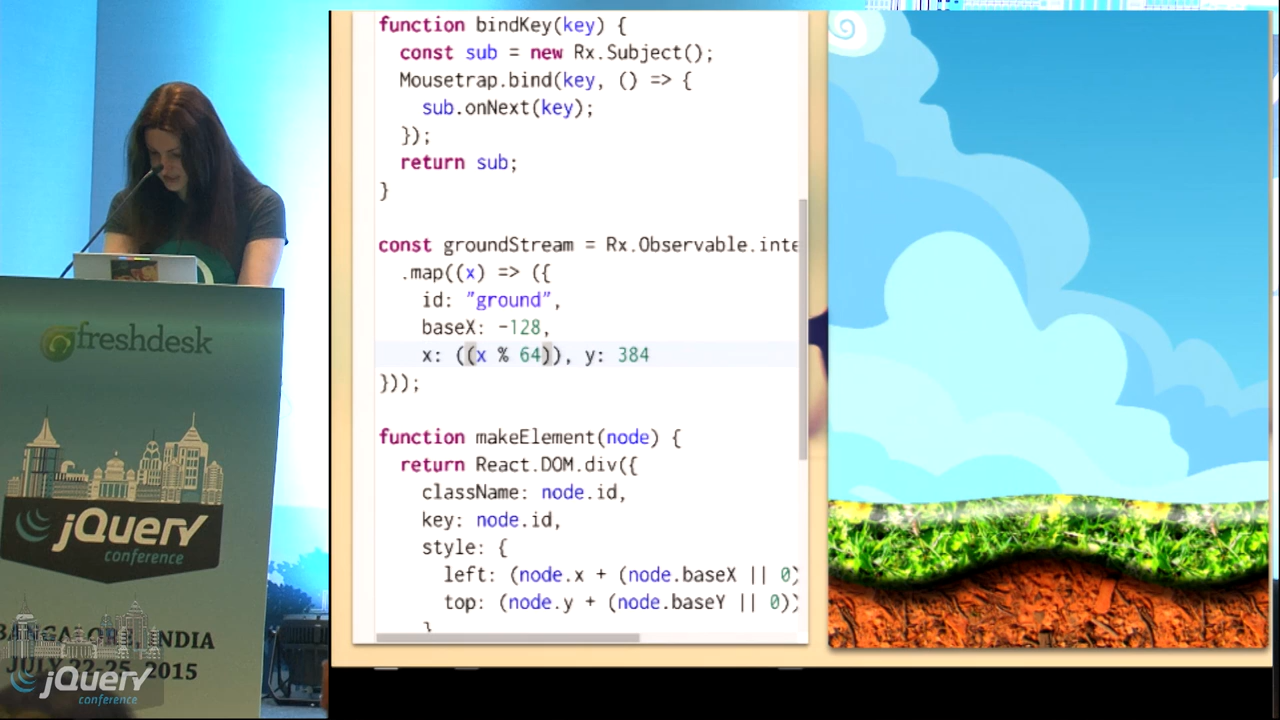 function bindKey(key) {
const sub = new Rx.Subject();
Mousetrap.bind(key, () => {
sub.onNext(key);
});
return sub;
}
const groundStream = Rx.Observable.inte
.map((x) => ({
id: "ground",
baseX: -128,
x: ((x % 64)), y: 384
}));
function makeElement(node) {
return React.DOM.div({
className: node.id,
key: node.id,
style: {
left: (node.x + (node.baseX || 0)
top: (node.y + (node.baseY || 0))
}
freshdesk
jQuery
conference
BANGALORE, INDIA
JULY 22-25, 2015
jQuery
conference